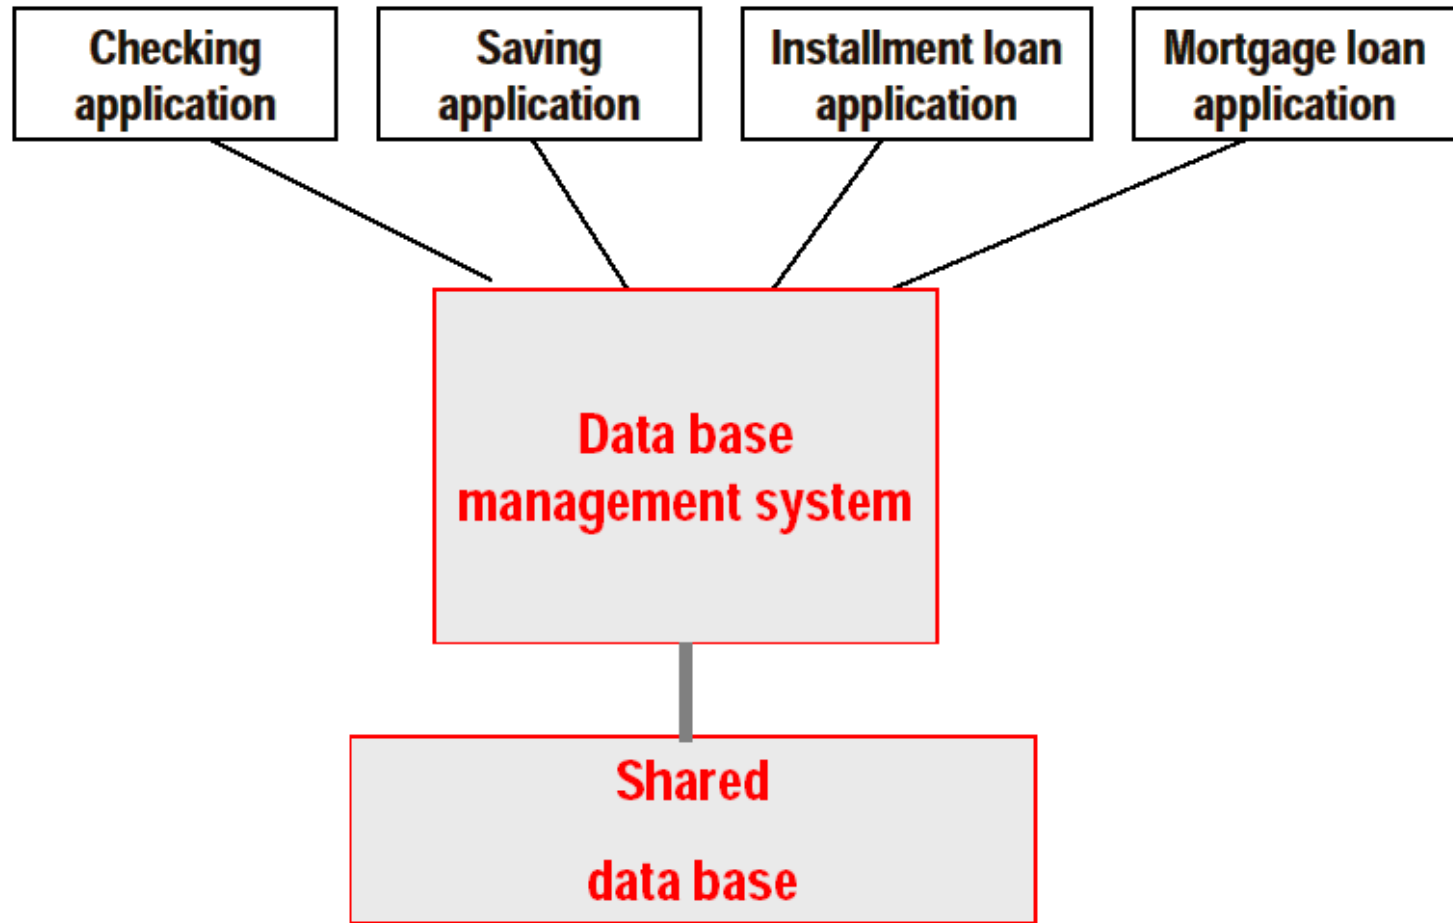 Checking
application
Saving
application
Installment loan
application
Mortgage loan
application
Data base
management system
Shared
data base